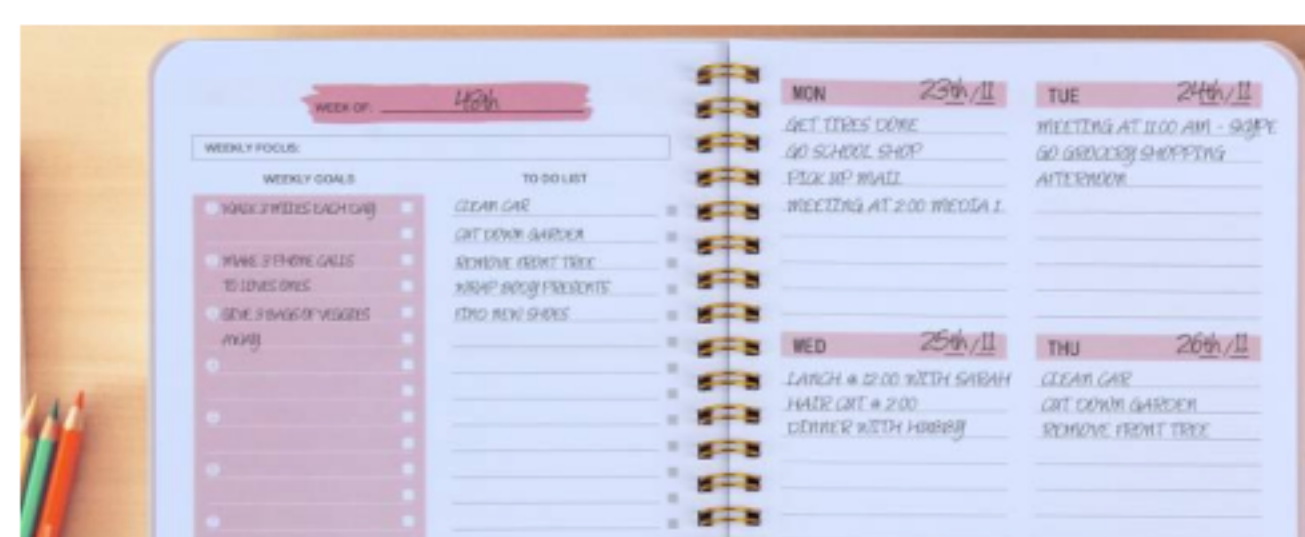 WEEK OF: 48th
WEEKLY FOCUS:
WEEKLY GOALS
WALK 2 MILES EACH DAY
MAKE 3 PHONE CALLS
TO LOVES ONES
GIVE 3 BAGS OF VEGGIES
AWAY
TO DO LIST
CLEAN CAR
CUT DOWN GARDEN
REMOVE FRONT TREE
WRAP BODY PRESENTS
FIND NEW SHOES
MON 23th/11
GET TIRES DONE
GO SCHOOL SHOP
PICK UP MAIL
MEETING AT 2:00 MEDIA 1
TUE 24th/11
MEETING AT 11:00 AM - SKYPE
GO GROCERY SHOPPING
AFTERNOON
WED 25th/11
LUNCH @ 12:00 WITH SARAH
HAIR CUT @ 2:00
DINNER WITH HUBBY
THU 26th/11
CLEAN CAR
CUT DOWN GARDEN
REMOVE FRONT TREE